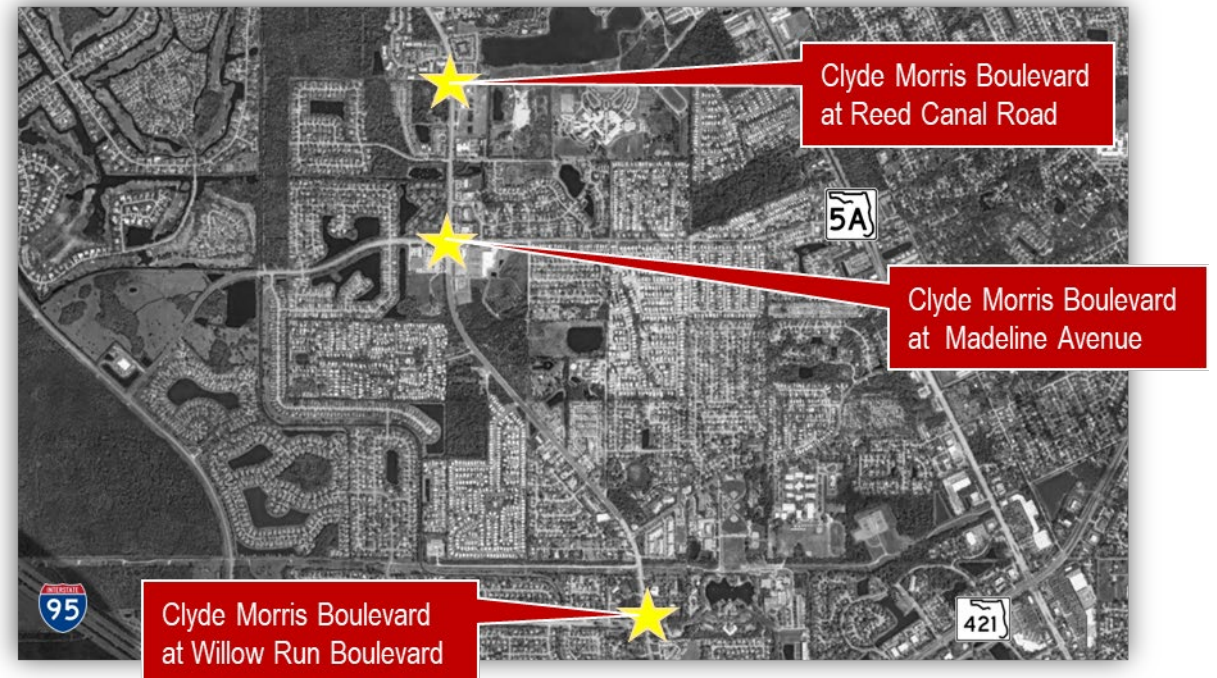 Clyde Morris Boulevard
at Reed Canal Road
5A
Clyde Morris Boulevard
at Madeline Avenue
INTERSTATE
95
Clyde Morris Boulevard
at Willow Run Boulevard
421